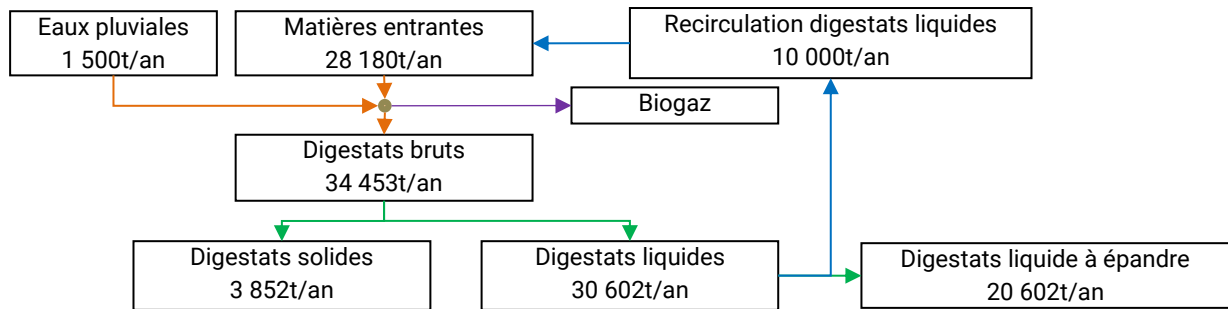 Eaux pluviales
1 500t/an
Matières entrantes
28 180t/an
Recirculation digestats liquides
10 000t/an
Biogaz
Digestats bruts
34 453t/an
Digestats solides
3 852t/an
Digestats liquides
30 602t/an
Digestats liquide à épandre
20 602t/an